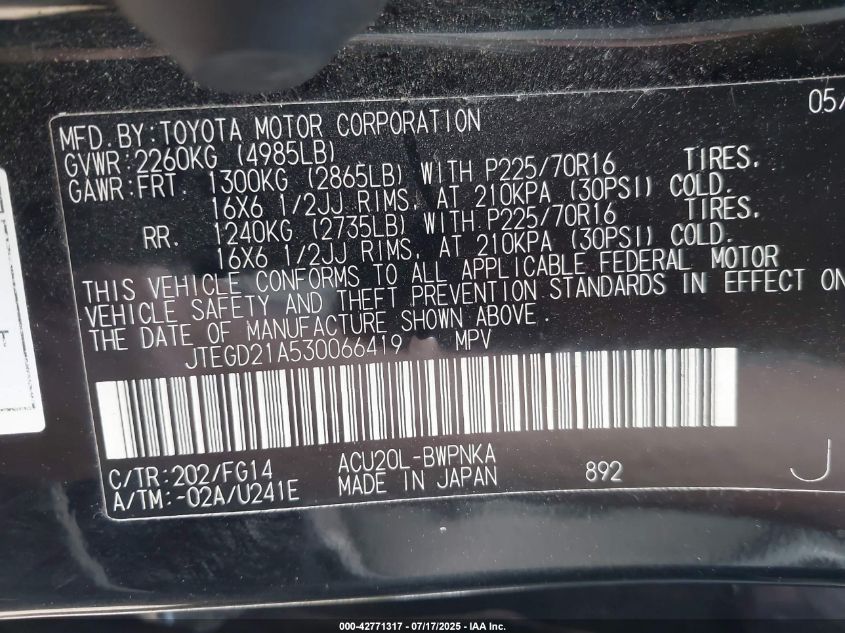 05/
MFD. BY: TOYOTA MOTOR CORPORATION
GVWR: 2260KG (4985LB)
GAWR: FRT. 1300KG (2865LB) WITH P225/70R16 TIRES.
16X6 1/2JJ RIMS, AT 210KPA (30PSI) COLD.
RR. 1240KG (2735LB) WITH P225/70R16 TIRES.
16X6 1/2JJ RIMS, AT 210KPA (30PSI) COLD.
THIS VEHICLE CONFORMS TO ALL APPLICABLE FEDERAL MOTOR
VEHICLE SAFETY AND THEFT PREVENTION STANDARDS IN EFFECT ON
THE DATE OF MANUFACTURE SHOWN ABOVE.
JTEGD21A530066419 MPV
C/TR: 202/FG14 ACU20L-BWPNKA 892 J
A/TM: -02A/U241E MADE IN JAPAN
000-42771317 | 07/17/2025 - IAA Inc.